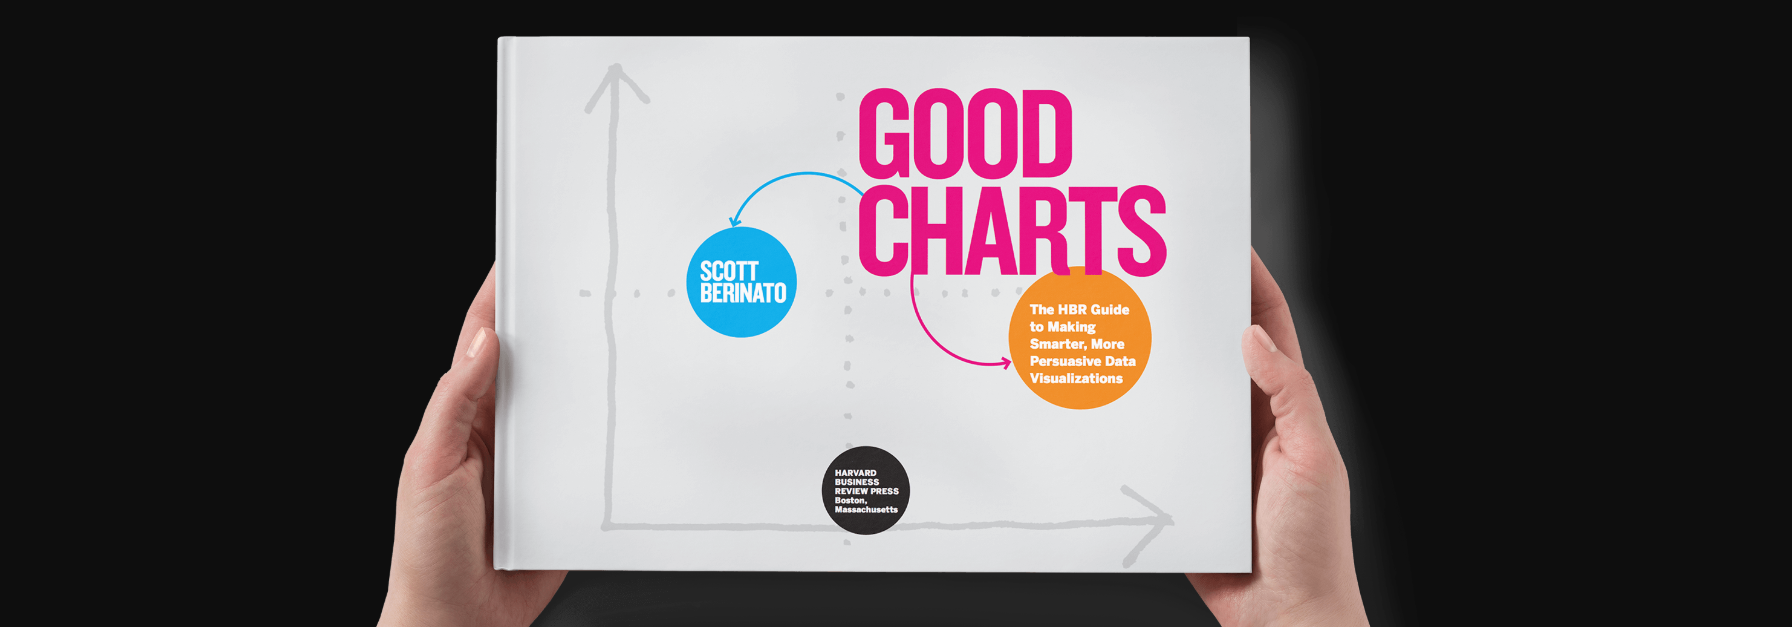 GOOD
CHARTS
SCOTT
BERINATO
The HBR Guide
to Making
Smarter, More
Persuasive Data
Visualizations
HARVARD
BUSINESS
REVIEW PRESS
Boston,
Massachusetts